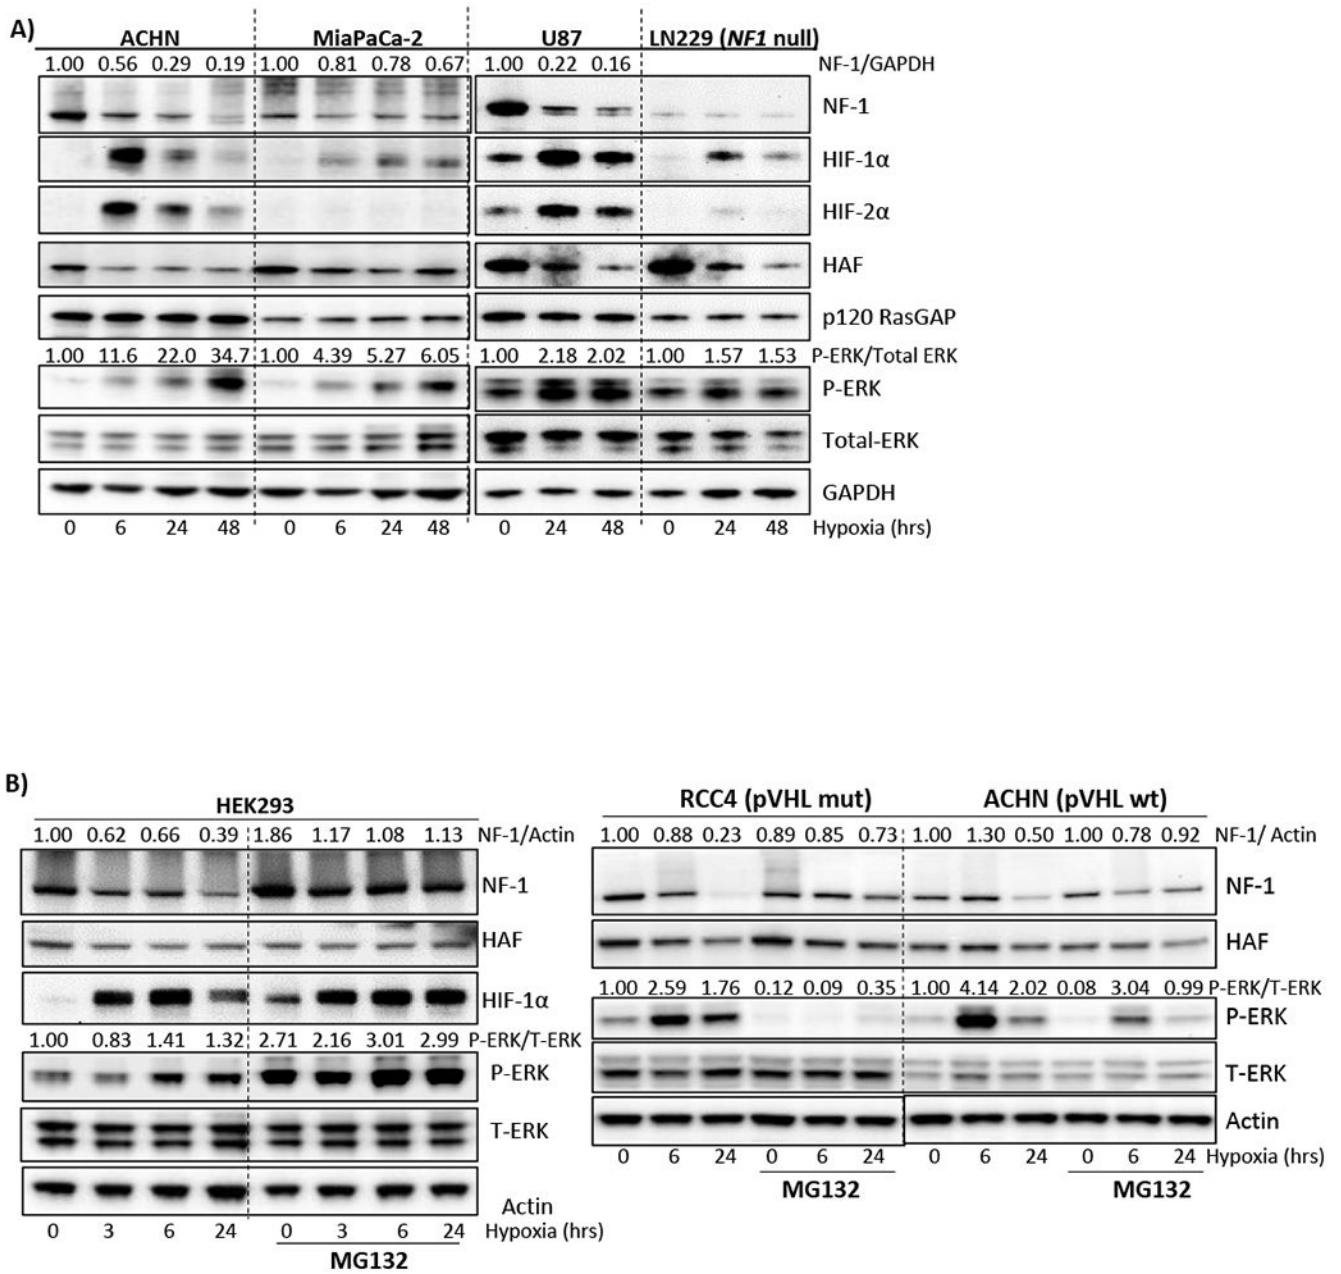 A)
ACHN MiaPaCa-2 U87 LN229 (NF1 null)
1.00 0.56 0.29 0.19 1.00 0.81 0.78 0.67 1.00 0.22 0.16 NF-1/GAPDH
NF-1
HIF-1α
HIF-2α
HAF
p120 RasGAP
1.00 11.6 22.0 34.7 1.00 4.39 5.27 6.05 1.00 2.18 2.02 1.00 1.57 1.53 P-ERK/Total ERK
P-ERK
Total-ERK
GAPDH
0 6 24 48 0 6 24 48 0 24 48 0 24 48 Hypoxia (hrs)
B)
HEK293
1.00 0.62 0.66 0.39 1.86 1.17 1.08 1.13 NF-1/Actin
NF-1
HAF
HIF-1α
1.00 0.83 1.41 1.32 2.71 2.16 3.01 2.99 P-ERK/T-ERK
P-ERK
T-ERK
Actin
0 3 6 24 0 3 6 24 Hypoxia (hrs)
MG132
RCC4 (pVHL mut) ACHN (pVHL wt)
1.00 0.88 0.23 0.89 0.85 0.73 1.00 1.30 0.50 1.00 0.78 0.92 NF-1/ Actin
NF-1
HAF
1.00 2.59 1.76 0.12 0.09 0.35 1.00 4.14 2.02 0.08 3.04 0.99 P-ERK/T-ERK
P-ERK
T-ERK
Actin
0 6 24 0 6 24 0 6 24 0 6 24 Hypoxia (hrs)
MG132 MG132